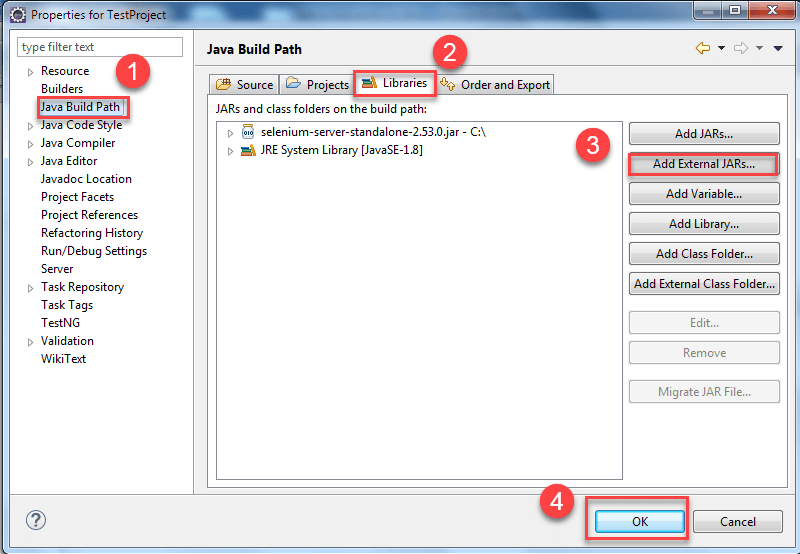 Properties for TestProject
type filter text
Resource
Builders
Java Build Path
Java Code Style
Java Compiler
Java Editor
Javadoc Location
Project Facets
Project References
Refactoring History
Run/Debug Settings
Server
Task Repository
Task Tags
TestNG
Validation
WikiText
1
Java Build Path
2
Source
Projects
Libraries
Order and Export
JARs and class folders on the build path:
selenium-server-standalone-2.53.0.jar - C:\
JRE System Library [JavaSE-1.8]
3
Add JARs...
Add External JARs...
Add Variable...
Add Library...
Add Class Folder...
Add External Class Folder...
Edit...
Remove
Migrate JAR File...
4
?
OK
Cancel